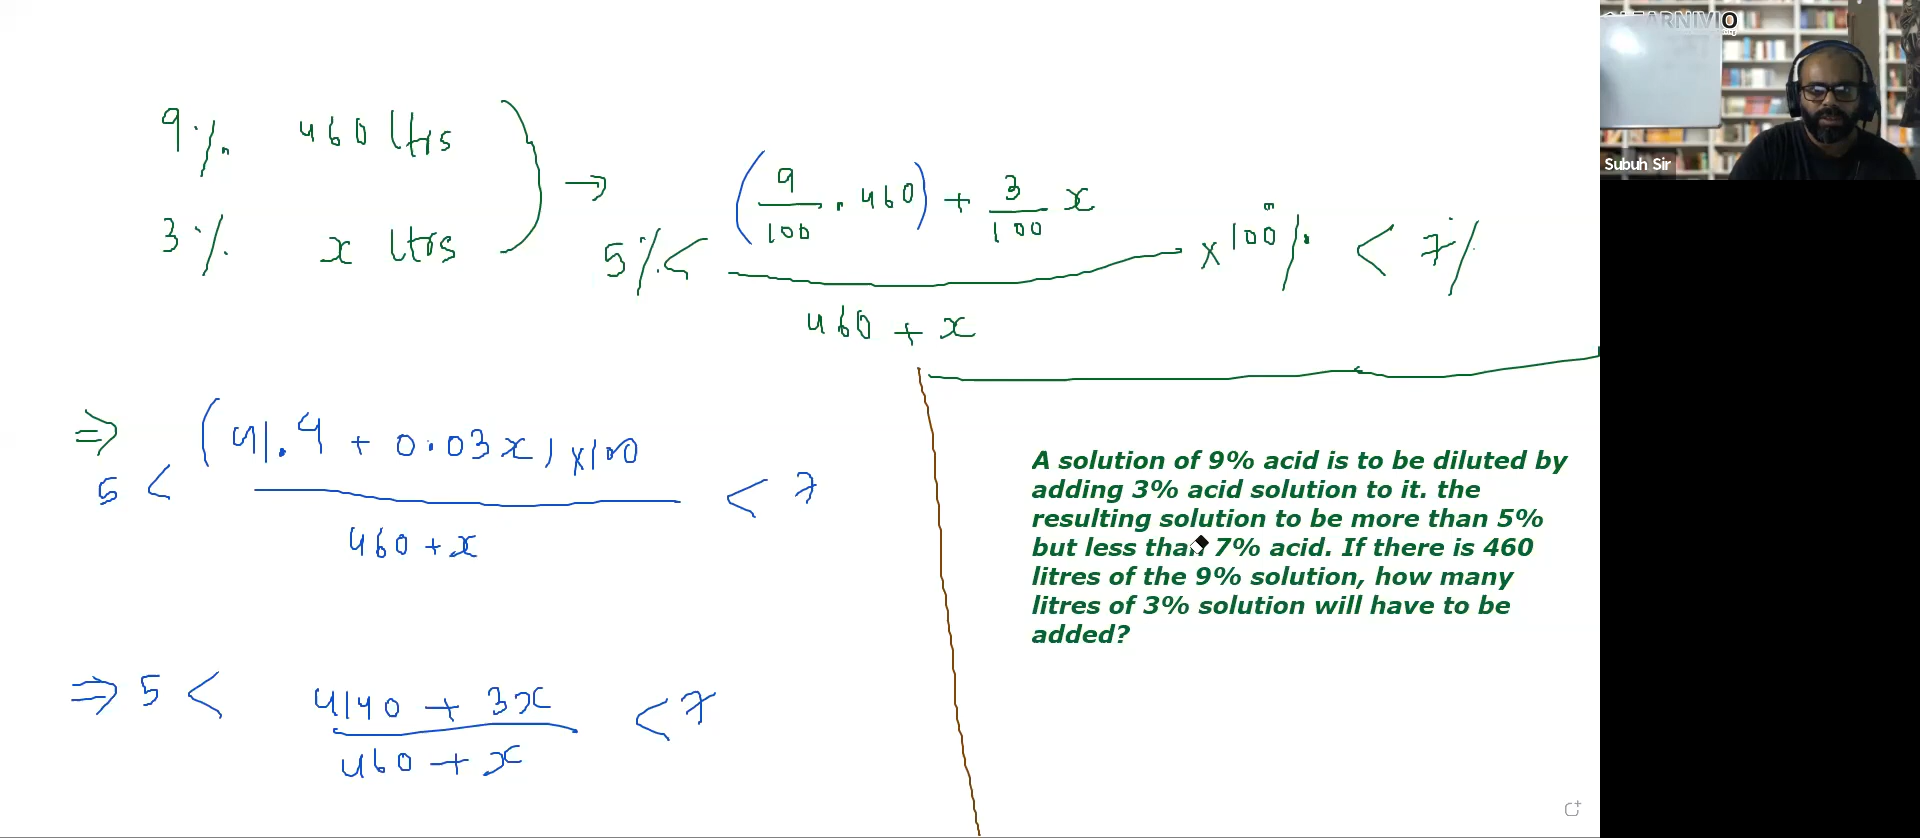 9% 460 ltrs
3% x ltrs
→ 5% < ((9/100 . 460) + 3/100 x) / (460 + x) × 100% < 7%
⇒ 5 < (41.4 + 0.03x) × 100 / (460 + x) < 7
⇒ 5 < (4140 + 3x) / (460 + x) < 7
A solution of 9% acid is to be diluted by
adding 3% acid solution to it. the
resulting solution to be more than 5%
but less than 7% acid. If there is 460
litres of the 9% solution, how many
litres of 3% solution will have to be
added?
Subuh Sir